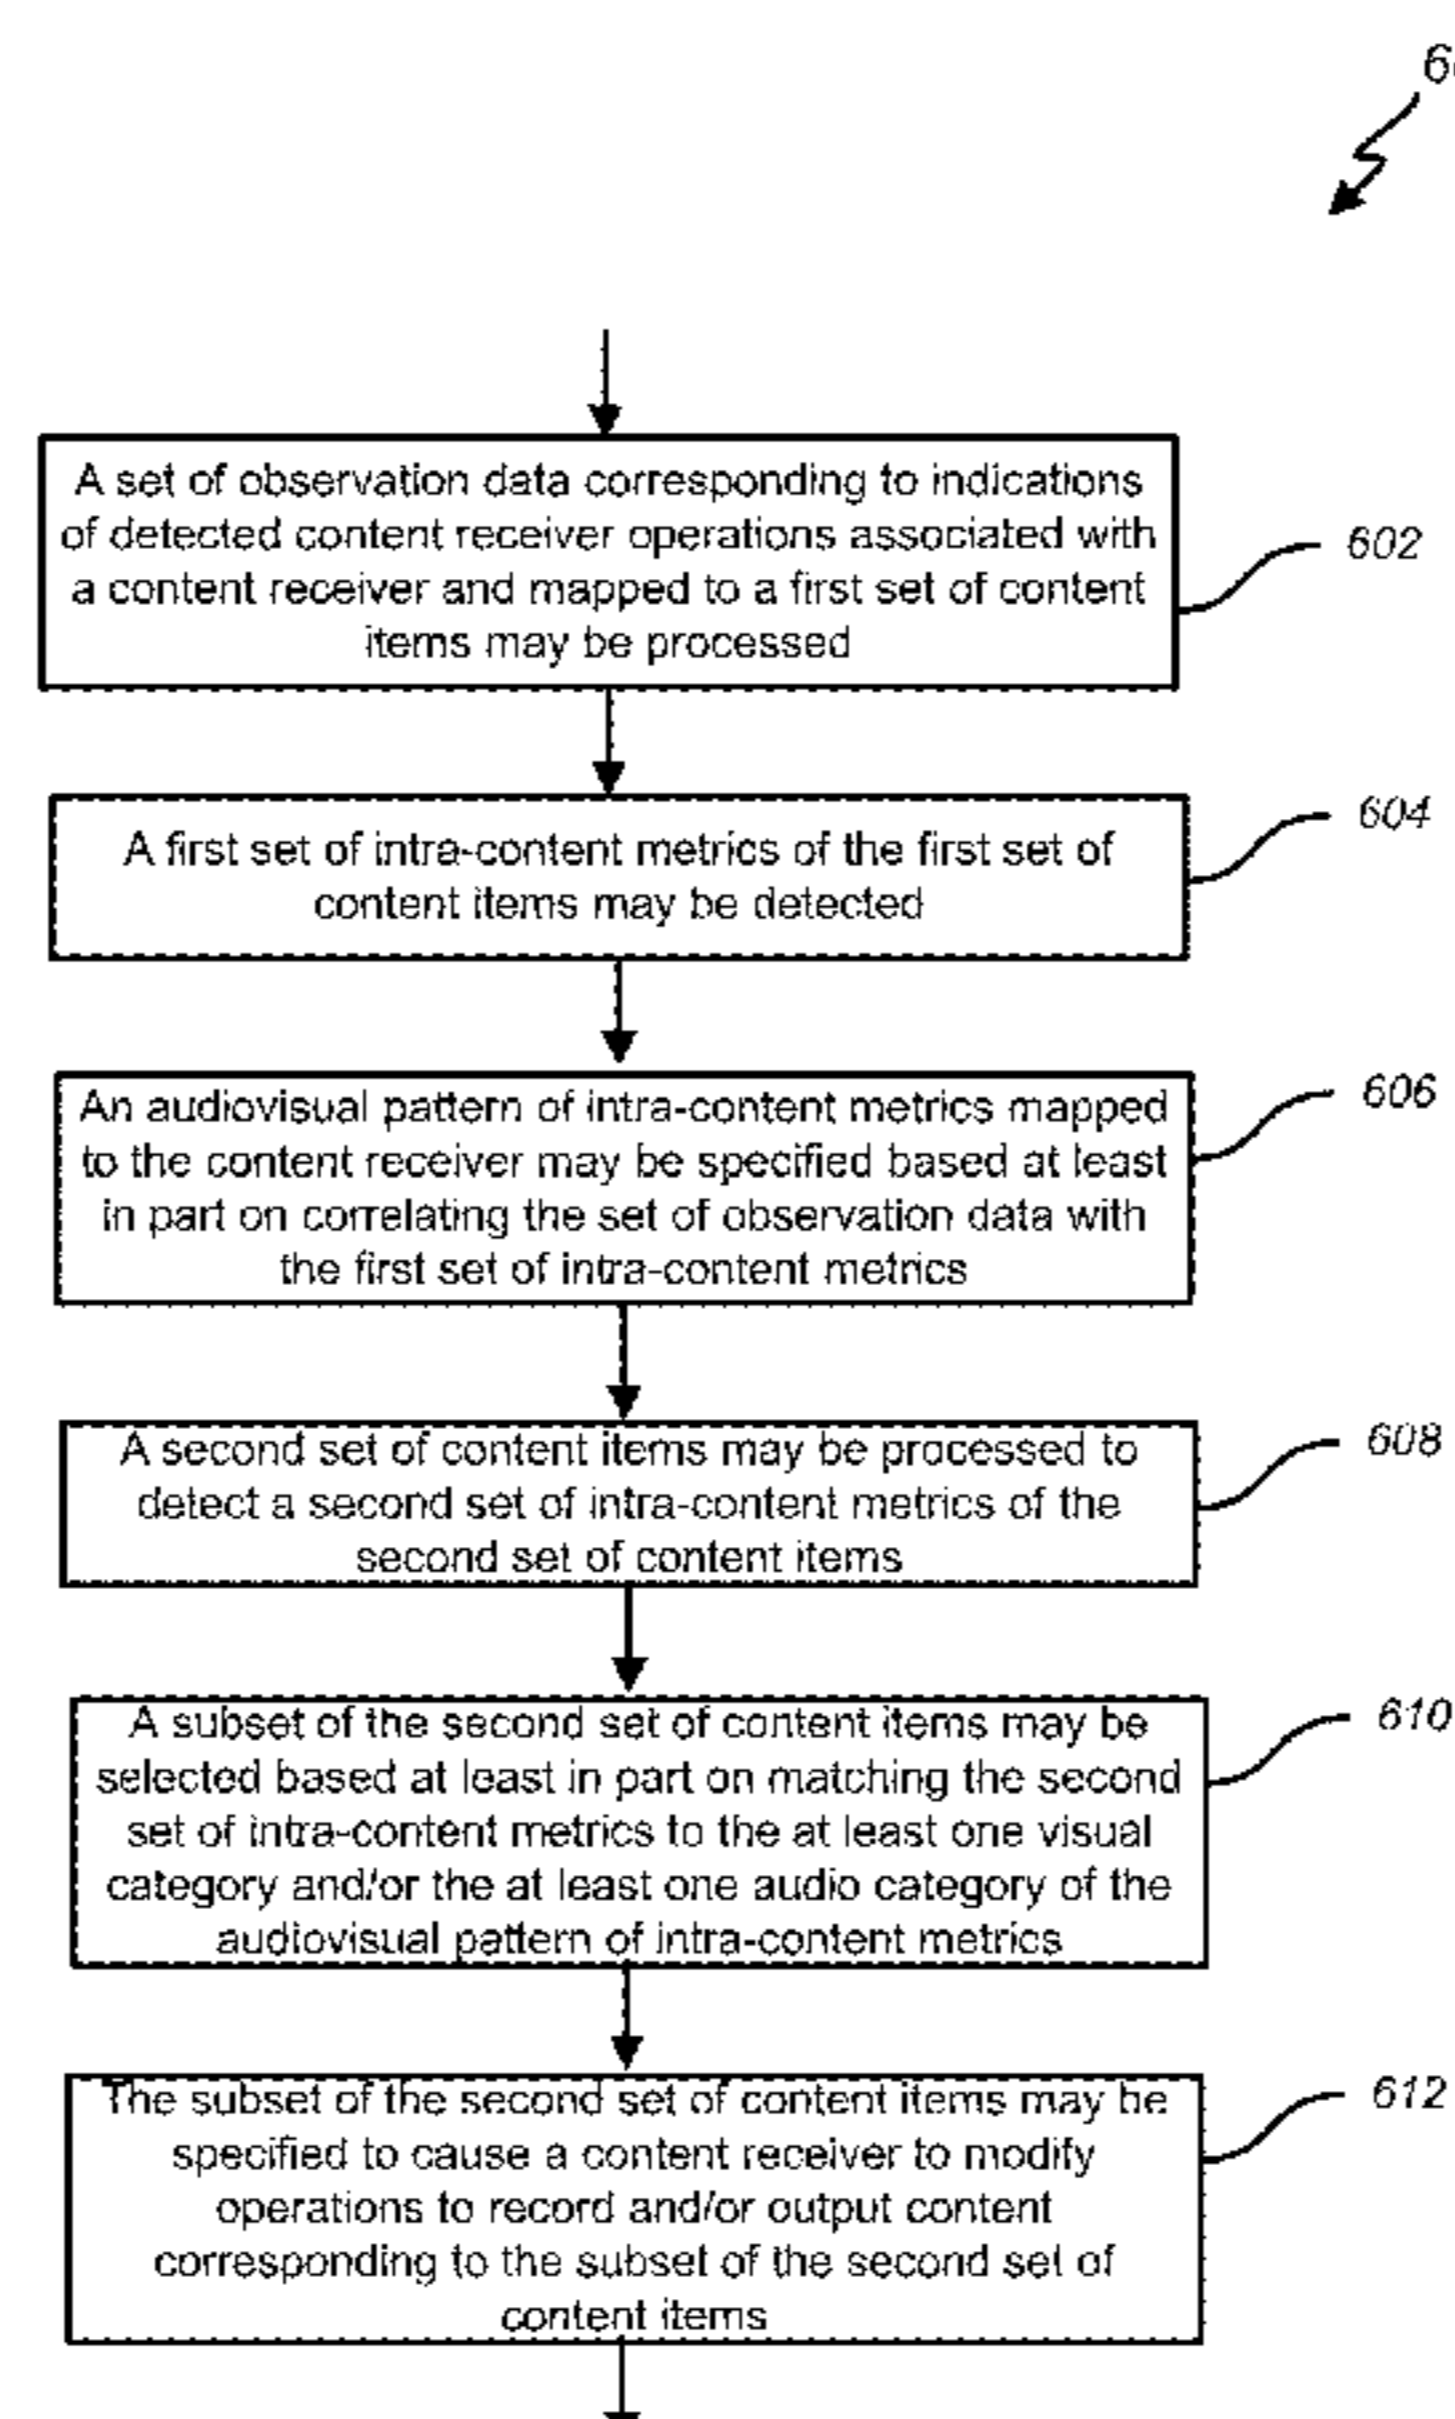 A set of observation data corresponding to indications
of detected content receiver operations associated with
a content receiver and mapped to a first set of content
items may be processed
602
A first set of intra-content metrics of the first set of
content items may be detected
604
An audiovisual pattern of intra-content metrics mapped
to the content receiver may be specified based at least
in part on correlating the set of observation data with
the first set of intra-content metrics
606
A second set of content items may be processed to
detect a second set of intra-content metrics of the
second set of content items
608
A subset of the second set of content items may be
selected based at least in part on matching the second
set of intra-content metrics to the at least one visual
category and/or the at least one audio category of the
audiovisual pattern of intra-content metrics
610
The subset of the second set of content items may be
specified to cause a content receiver to modify
operations to record and/or output content
corresponding to the subset of the second set of
content items
612